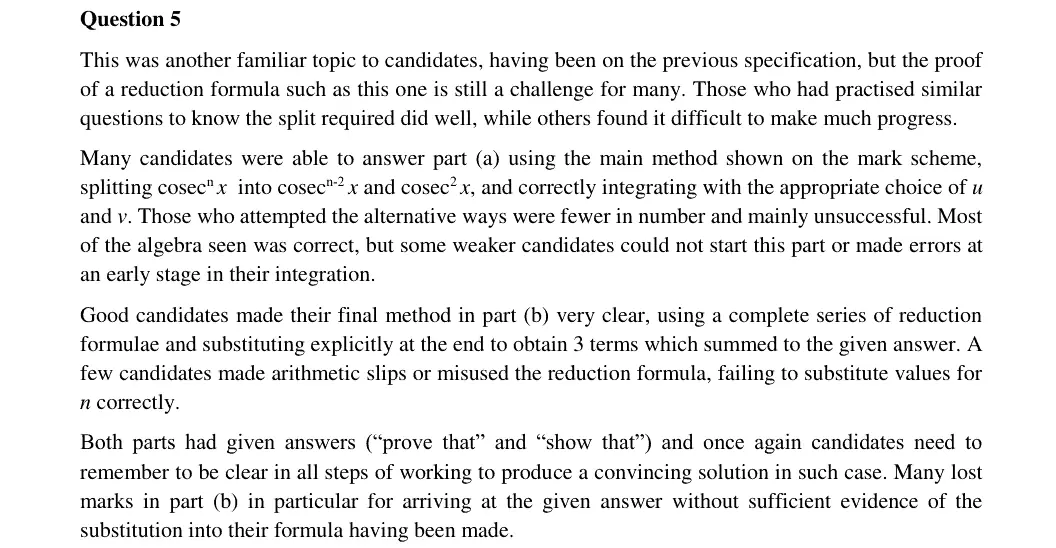 Question 5
This was another familiar topic to candidates, having been on the previous specification, but the proof
of a reduction formula such as this one is still a challenge for many. Those who had practised similar
questions to know the split required did well, while others found it difficult to make much progress.
Many candidates were able to answer part (a) using the main method shown on the mark scheme,
splitting cosecⁿ x into cosecⁿ⁻² x and cosec² x, and correctly integrating with the appropriate choice of u
and v. Those who attempted the alternative ways were fewer in number and mainly unsuccessful. Most
of the algebra seen was correct, but some weaker candidates could not start this part or made errors at
an early stage in their integration.
Good candidates made their final method in part (b) very clear, using a complete series of reduction
formulae and substituting explicitly at the end to obtain 3 terms which summed to the given answer. A
few candidates made arithmetic slips or misused the reduction formula, failing to substitute values for
n correctly.
Both parts had given answers (“prove that” and “show that”) and once again candidates need to
remember to be clear in all steps of working to produce a convincing solution in such case. Many lost
marks in part (b) in particular for arriving at the given answer without sufficient evidence of the
substitution into their formula having been made.